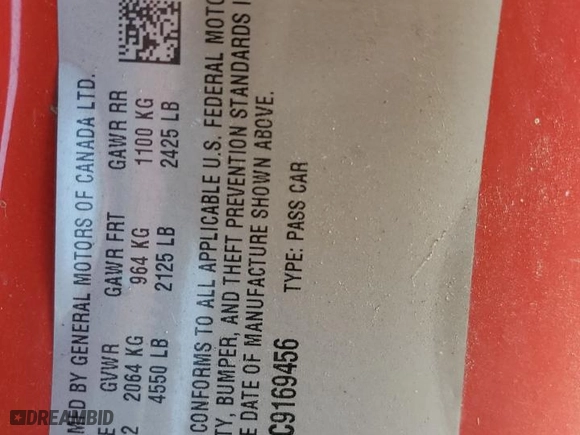 MFD BY GENERAL MOTORS OF CANADA LTD.
GVWR GAWR FRT GAWR RR
2 2064 KG 964 KG 1100 KG
4550 LB 2125 LB 2425 LB
CONFORMS TO ALL APPLICABLE U.S. FEDERAL MOTO
TY, BUMPER, AND THEFT PREVENTION STANDARDS I
E DATE OF MANUFACTURE SHOWN ABOVE.
C9169456 TYPE: PASS CAR
DREAMBID